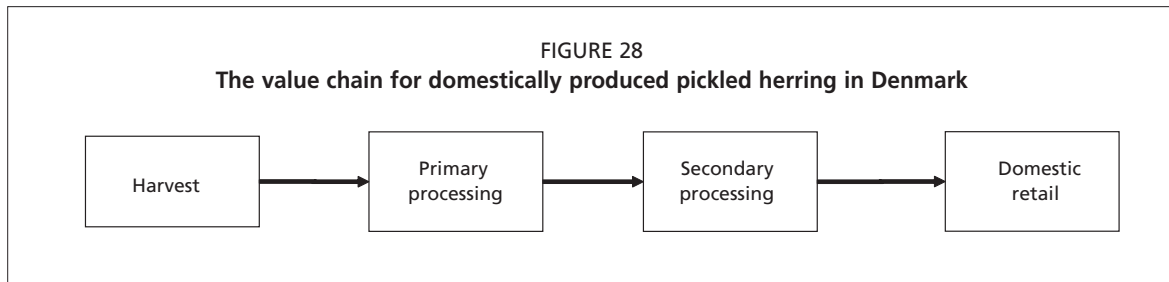 FIGURE 28
The value chain for domestically produced pickled herring in Denmark
Harvest
Primary
processing
Secondary
processing
Domestic
retail